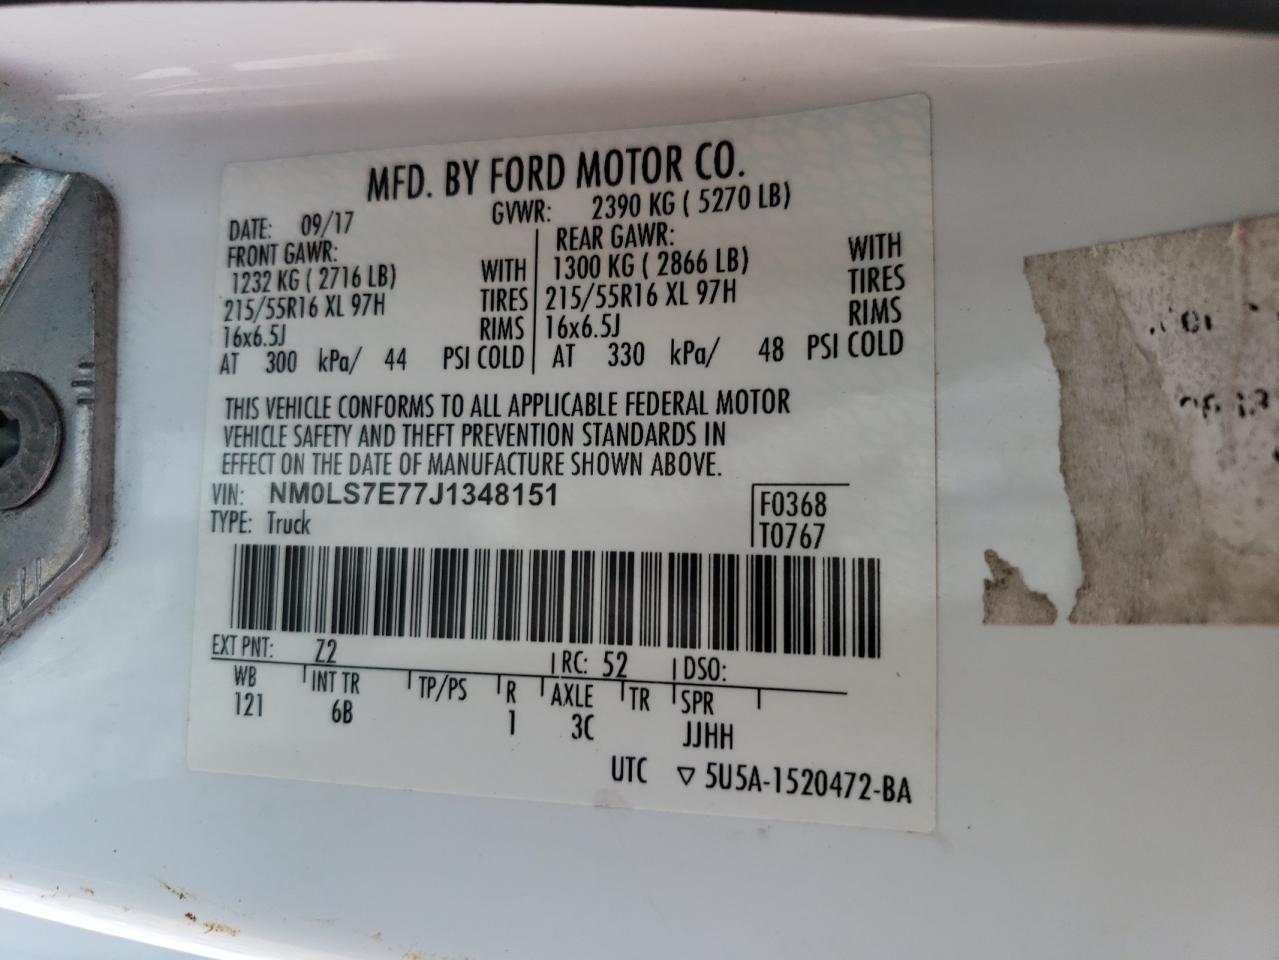 MFD. BY FORD MOTOR CO.
DATE: 09/17 GVWR: 2390 KG ( 5270 LB)
FRONT GAWR:
1232 KG ( 2716 LB) WITH
215/55R16 XL 97H TIRES
16x6.5J RIMS
AT 300 kPa/ 44 PSI COLD
REAR GAWR: WITH
1300 KG ( 2866 LB) TIRES
215/55R16 XL 97H RIMS
16x6.5J
AT 330 kPa/ 48 PSI COLD
THIS VEHICLE CONFORMS TO ALL APPLICABLE FEDERAL MOTOR
VEHICLE SAFETY AND THEFT PREVENTION STANDARDS IN
EFFECT ON THE DATE OF MANUFACTURE SHOWN ABOVE.
VIN: NM0LS7E77J1348151 F0368
TYPE: Truck T0767
EXT PNT: Z2 RC: 52 DSO:
WB INT TR TP/PS R AXLE TR SPR
121 6B 1 3C JJHH
UTC ▽ 5U5A-1520472-BA